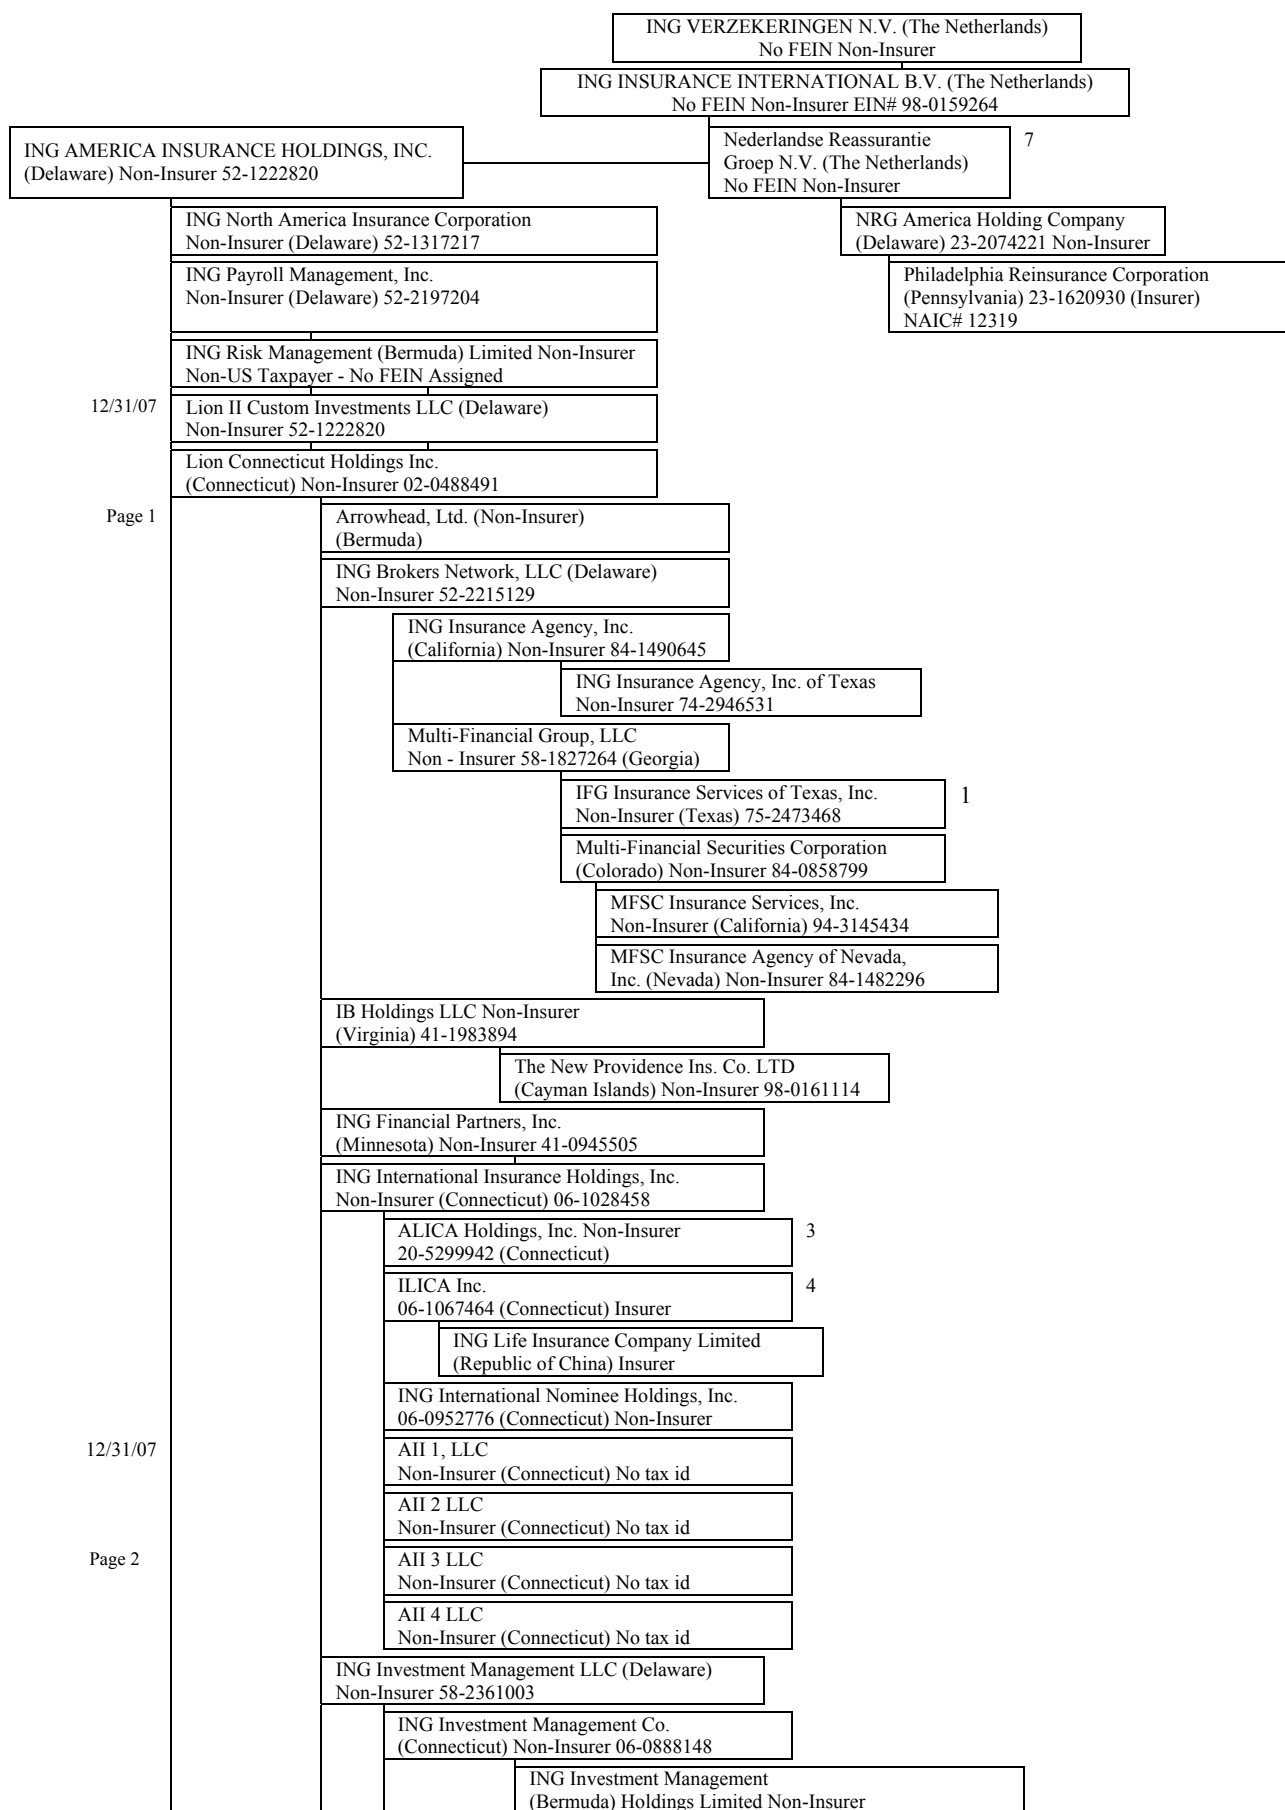 ING VERZEKERINGEN N.V. (The Netherlands)
No FEIN Non-Insurer
ING INSURANCE INTERNATIONAL B.V. (The Netherlands)
No FEIN Non-Insurer EIN# 98-0159264
ING AMERICA INSURANCE HOLDINGS, INC.
(Delaware) Non-Insurer 52-1222820
Nederlandse Reassurantie
Groep N.V. (The Netherlands)
No FEIN Non-Insurer
7
ING North America Insurance Corporation
Non-Insurer (Delaware) 52-1317217
NRG America Holding Company
(Delaware) 23-2074221 Non-Insurer
ING Payroll Management, Inc.
Non-Insurer (Delaware) 52-2197204
Philadelphia Reinsurance Corporation
(Pennsylvania) 23-1620930 (Insurer)
NAIC# 12319
ING Risk Management (Bermuda) Limited Non-Insurer
Non-US Taxpayer - No FEIN Assigned
12/31/07
Lion II Custom Investments LLC (Delaware)
Non-Insurer 52-1222820
Lion Connecticut Holdings Inc.
(Connecticut) Non-Insurer 02-0488491
Page 1
Arrowhead, Ltd. (Non-Insurer)
(Bermuda)
ING Brokers Network, LLC (Delaware)
Non-Insurer 52-2215129
ING Insurance Agency, Inc.
(California) Non-Insurer 84-1490645
ING Insurance Agency, Inc. of Texas
Non-Insurer 74-2946531
Multi-Financial Group, LLC
Non - Insurer 58-1827264 (Georgia)
IFG Insurance Services of Texas, Inc.
Non-Insurer (Texas) 75-2473468
1
Multi-Financial Securities Corporation
(Colorado) Non-Insurer 84-0858799
MFSC Insurance Services, Inc.
Non-Insurer (California) 94-3145434
MFSC Insurance Agency of Nevada,
Inc. (Nevada) Non-Insurer 84-1482296
IB Holdings LLC Non-Insurer
(Virginia) 41-1983894
The New Providence Ins. Co. LTD
(Cayman Islands) Non-Insurer 98-0161114
ING Financial Partners, Inc.
(Minnesota) Non-Insurer 41-0945505
ING International Insurance Holdings, Inc.
Non-Insurer (Connecticut) 06-1028458
ALICA Holdings, Inc. Non-Insurer
20-5299942 (Connecticut)
3
ILICA Inc.
06-1067464 (Connecticut) Insurer
4
ING Life Insurance Company Limited
(Republic of China) Insurer
ING International Nominee Holdings, Inc.
06-0952776 (Connecticut) Non-Insurer
12/31/07
AII 1, LLC
Non-Insurer (Connecticut) No tax id
AII 2 LLC
Non-Insurer (Connecticut) No tax id
Page 2
AII 3 LLC
Non-Insurer (Connecticut) No tax id
AII 4 LLC
Non-Insurer (Connecticut) No tax id
ING Investment Management LLC (Delaware)
Non-Insurer 58-2361003
ING Investment Management Co.
(Connecticut) Non-Insurer 06-0888148
ING Investment Management
(Bermuda) Holdings Limited Non-Insurer